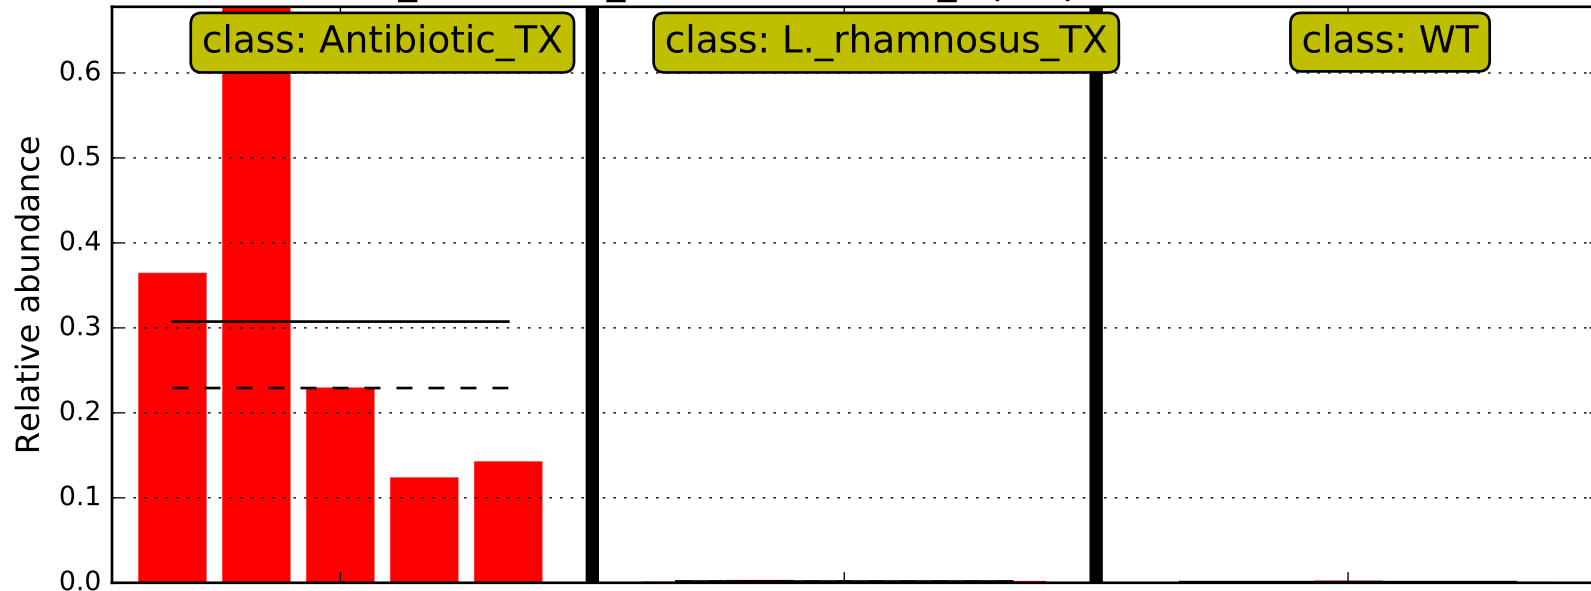 class: Antibiotic_TX
class: L._rhamnosus_TX
class: WT
Relative abundance
0.6
0.5
0.4
0.3
0.2
0.1
0.0